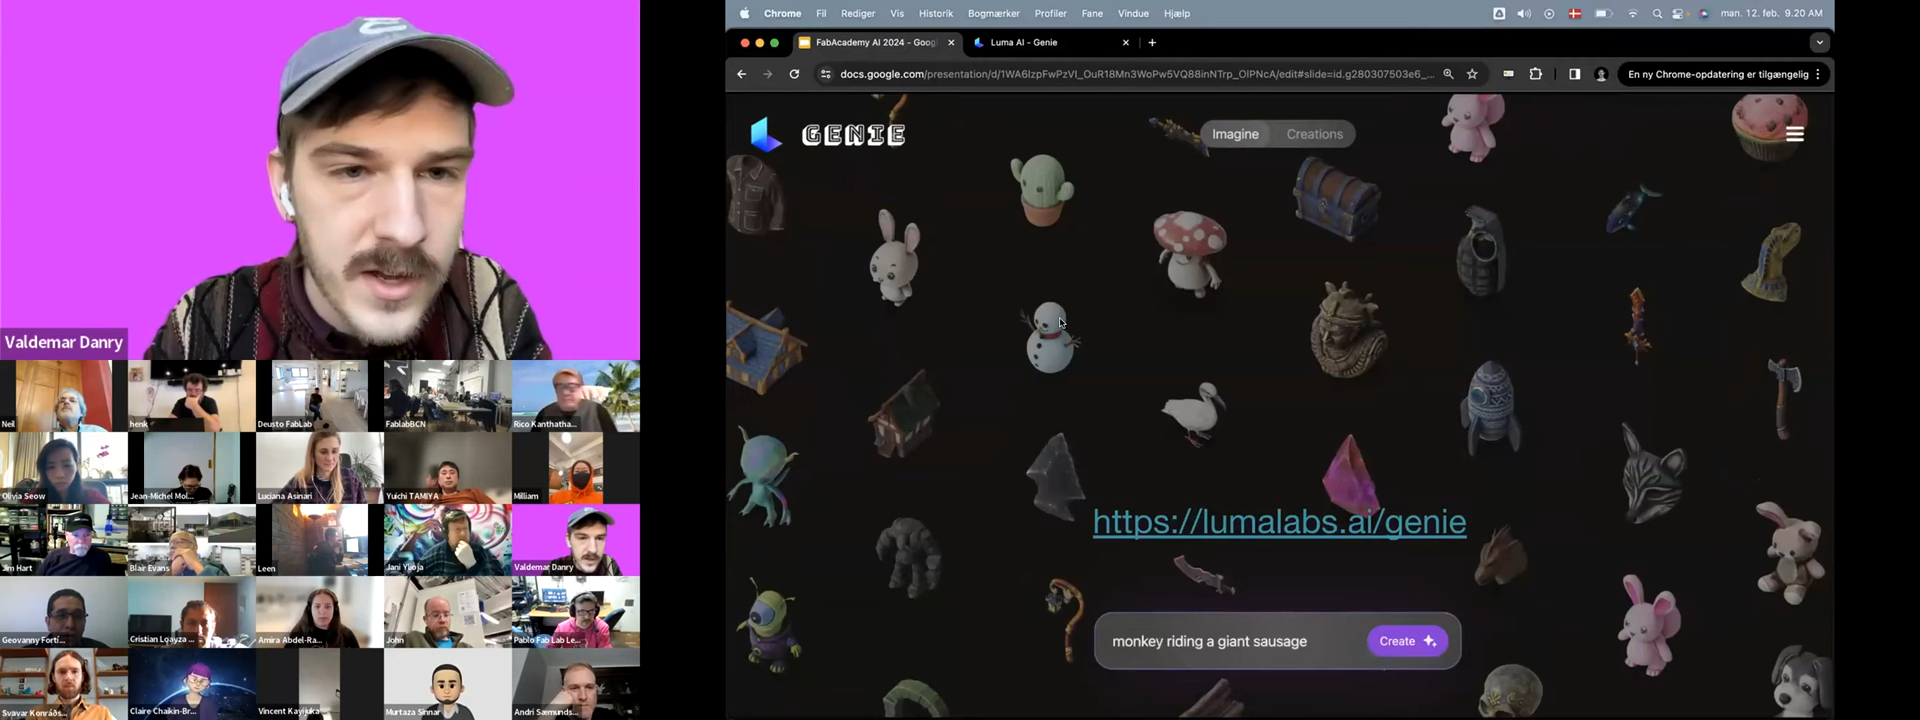 Valdemar Danry
Neil
henk
Deusto FabLab
FablabBCN
Rico Kanthatha...
Olivia Seow
Jean-Michel Mol...
Luciana Asinari
Yuichi TAMIYA
Milliam
Jim Hart
Blair Evans
Leen
Jani Ylioja
Valdemar Danry
Geovanny Forti...
Cristian Loayza ...
Amira Abdel-Ra...
John
Pablo Fab Lab Le...
Svavar Konráðs...
Claire Chaikin-Br...
Vincent Kayijuka
Murtaza Sinnar
Andri Sæmunds...
Chrome Fil Rediger Vis Historik Bogmærker Profiler Fane Vindue Hjælp man. 12. feb. 9.20 AM
FabAcademy AI 2024 - Goog
Luma AI - Genie
docs.google.com/presentation/d/1WA6IzpFwPzVI_OuR18Mn3WoPw5VQ88inNTrp_OlPNcA/edit#slide=id.g280307503e6_...
En ny Chrome-opdatering er tilgængelig
GENIE
Imagine Creations
https://lumalabs.ai/genie
monkey riding a giant sausage
Create